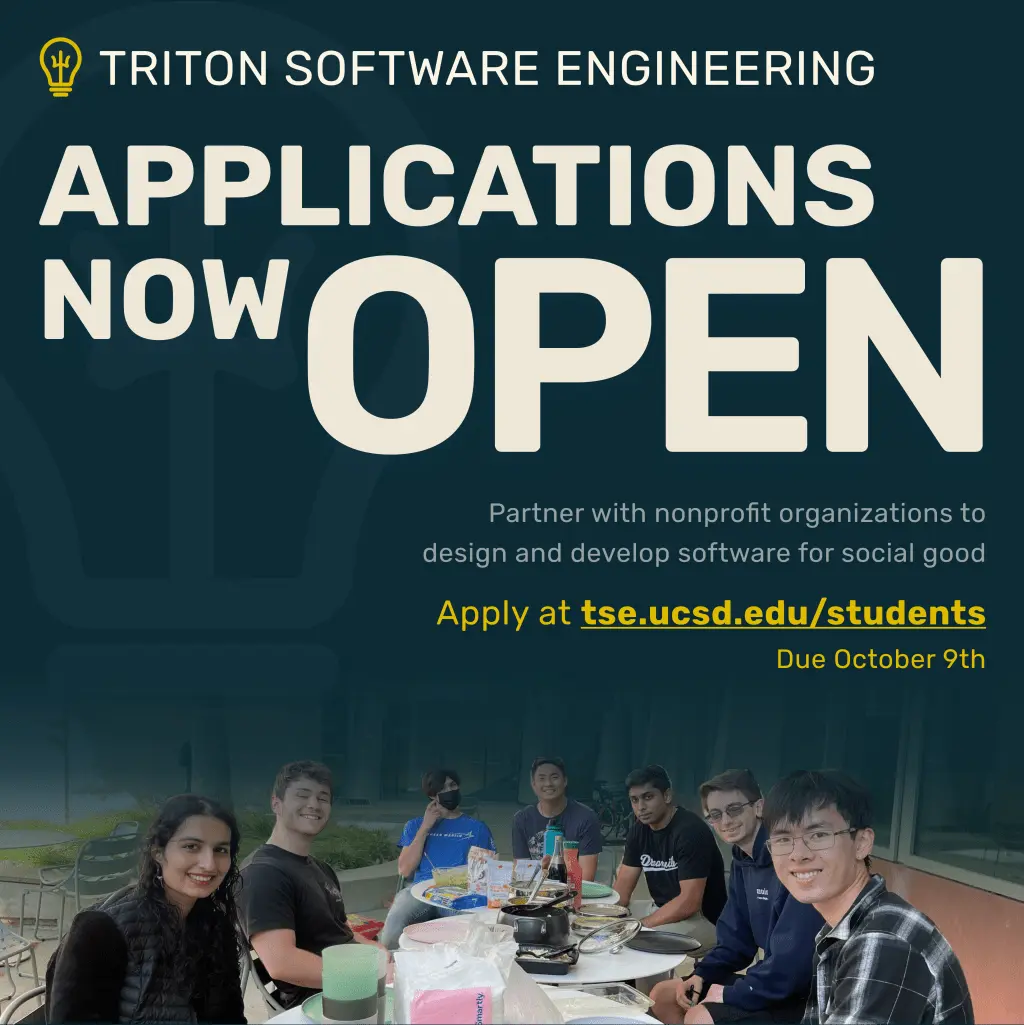 TRITON SOFTWARE ENGINEERING
APPLICATIONS
NOW OPEN
Partner with nonprofit organizations to
design and develop software for social good
Apply at tse.ucsd.edu/students
Due October 9th
Smartly